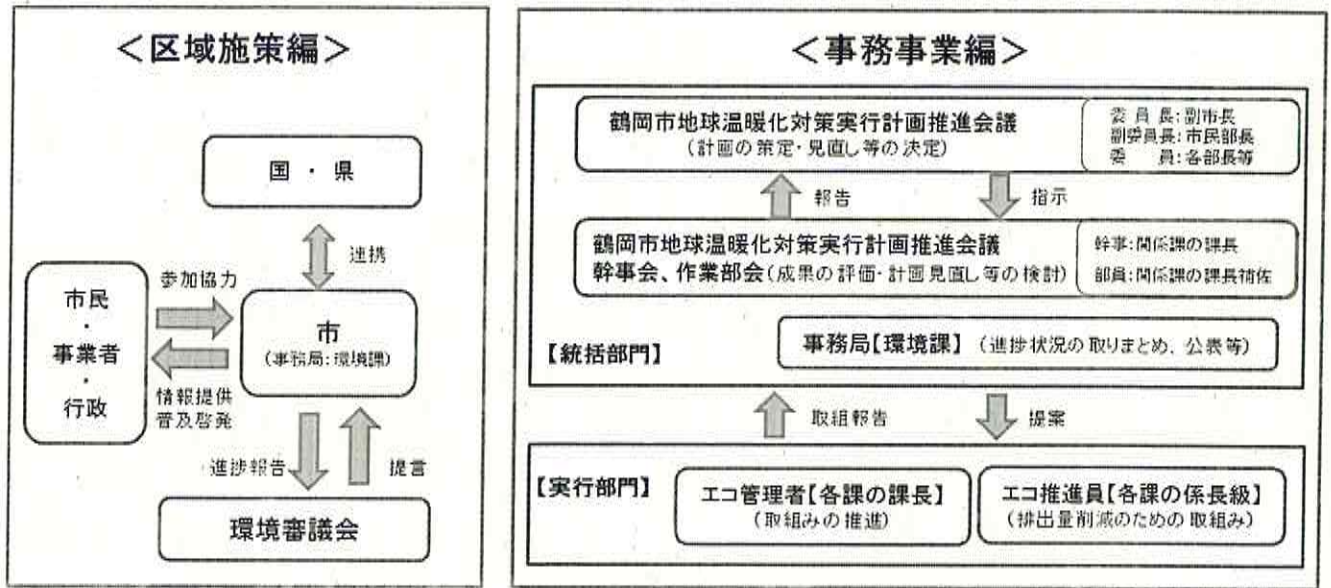 ＜区域施策編＞
国・県
連携
市民
・
事業者
・
行政
参加協力
情報提供
普及啓発
市
(事務局:環境課)
進捗報告
提言
環境審議会
＜事務事業編＞
鶴岡市地球温暖化対策実行計画推進会議
(計画の策定・見直し等の決定)
委員長:副市長
副委員長:市民部長
委　員:各部長等
報告
指示
鶴岡市地球温暖化対策実行計画推進会議
幹事会、作業部会(成果の評価・計画見直し等の検討)
幹事:関係課の課長
部員:関係課の課長補佐
【統括部門】
事務局【環境課】(進捗状況の取りまとめ、公表等)
取組報告
提案
【実行部門】
エコ管理者【各課の課長】
(取組みの推進)
エコ推進員【各課の係長級】
(排出量削減のための取組み)